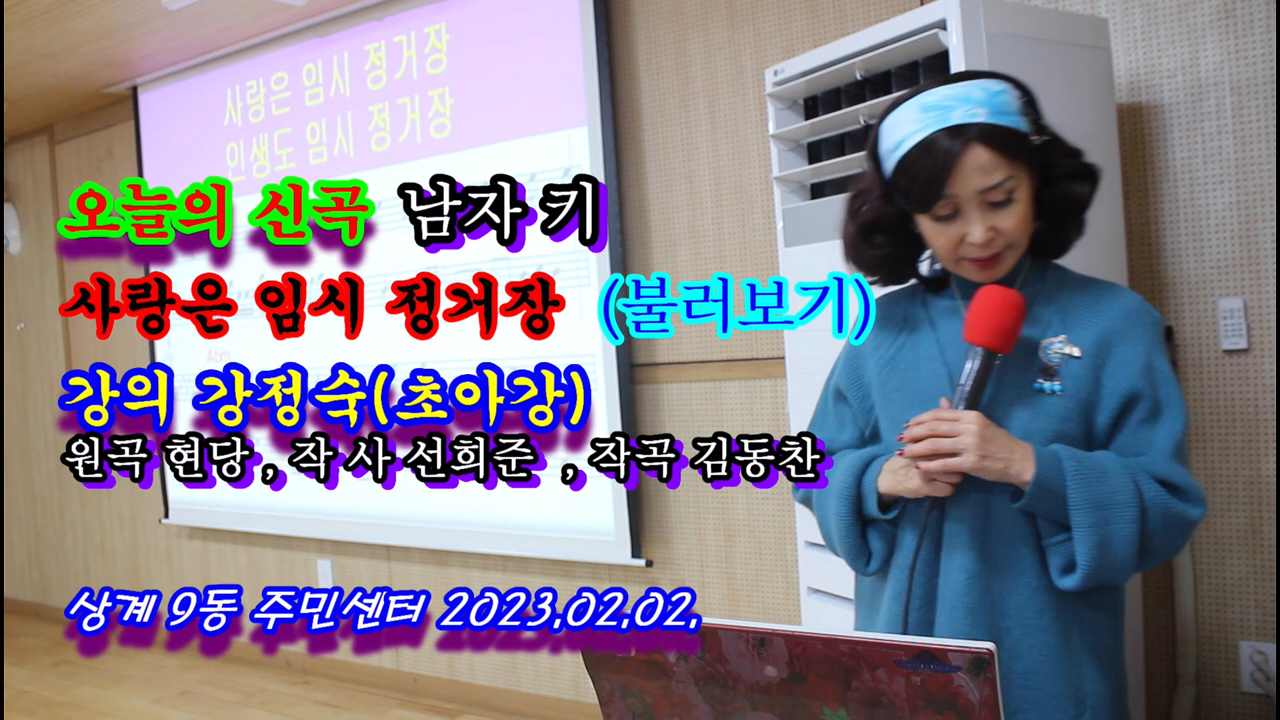 사랑은 임시 정거장
인생도 임시 정거장
오늘의 신곡 남자 키
사랑은 임시 정거장 (불러보기)
강의 강정숙(초아강)
원곡 현당 , 작 사 선희준 , 작곡 김동찬
상계 9동 주민센터 2023.02.02.